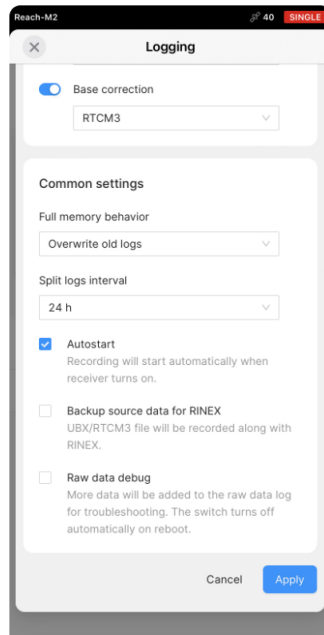 Reach-M2 40 SINGLE
Logging
Base correction
RTCM3
Common settings
Full memory behavior
Overwrite old logs
Split logs interval
24 h
Autostart
Recording will start automatically when
receiver turns on.
Backup source data for RINEX
UBX/RTCM3 file will be recorded along with
RINEX.
Raw data debug
More data will be added to the raw data log
for troubleshooting. The switch turns off
automatically on reboot.
Cancel Apply